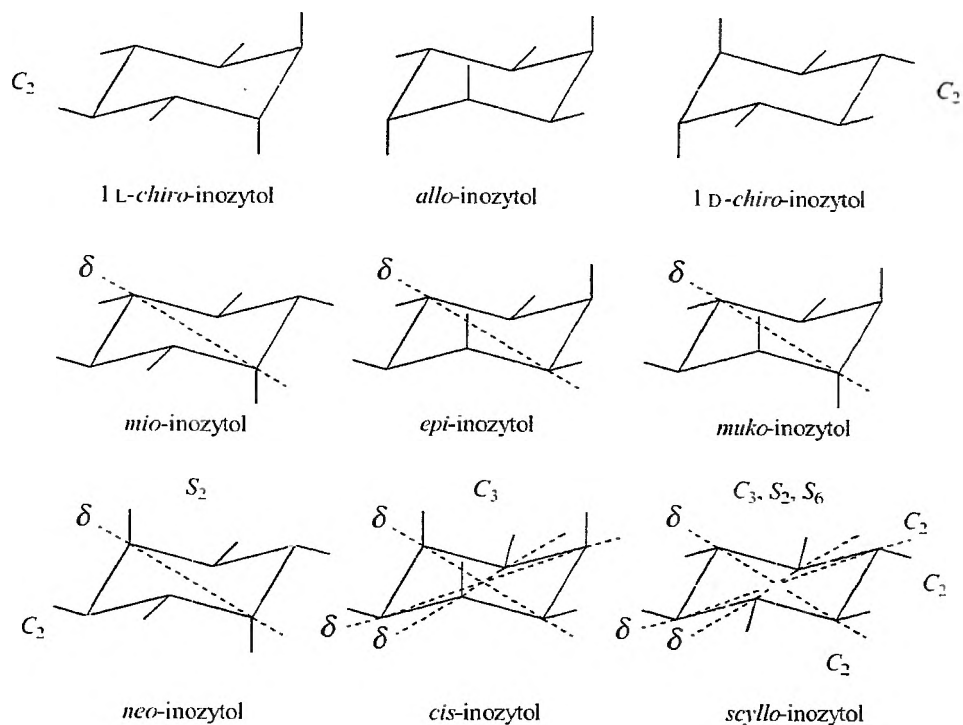 C₂ C₂
1 L-chiro-inozytol allo-inozytol 1 D-chiro-inozytol
δ δ δ
mio-inozytol epi-inozytol muko-inozytol
S₂ C₃ C₃, S₂, S₆
δ δ δ C₂
C₂
C₂ δ δ δ δ
C₂
neo-inozytol cis-inozytol scyllo-inozytol